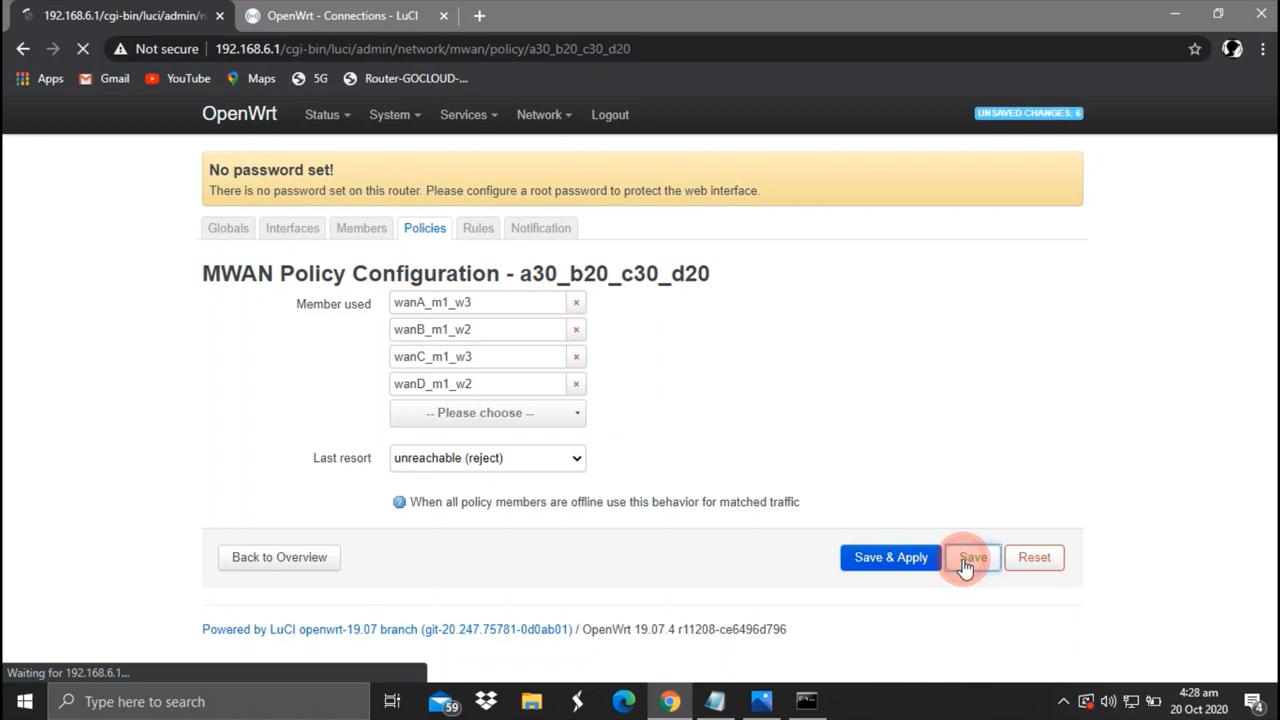 192.168.6.1/cgi-bin/luci/admin/n
OpenWrt - Connections - LuCI
Not secure
192.168.6.1/cgi-bin/luci/admin/network/mwan/policy/a30_b20_c30_d20
Apps
Gmail
YouTube
Maps
5G
Router-GOCLOUD-...
OpenWrt
Status
System
Services
Network
Logout
UNSAVED CHANGES: 6
No password set!
There is no password set on this router. Please configure a root password to protect the web interface.
Globals
Interfaces
Members
Policies
Rules
Notification
MWAN Policy Configuration - a30_b20_c30_d20
Member used
wanA_m1_w3
wanB_m1_w2
wanC_m1_w3
wanD_m1_w2
-- Please choose --
Last resort
unreachable (reject)
When all policy members are offline use this behavior for matched traffic
Back to Overview
Save & Apply
Save
Reset
Powered by LuCI openwrt-19.07 branch (git-20.247.75781-0d0ab01) / OpenWrt 19.07.4 r11208-ce6496d796
Waiting for 192.168.6.1...
Type here to search
59
4:28 am
20 Oct 2020
4